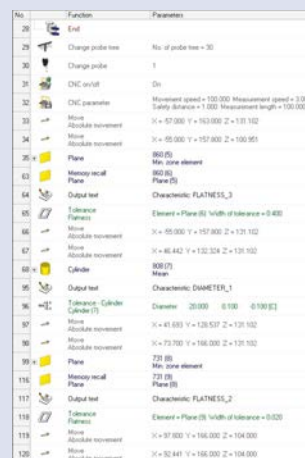 No. Function Parameters
28 End
29 Change probe tree No. of probe tree = 30
30 Change probe 1
31 CNC on/off On
32 CNC parameter Movement speed = 100.000 Measurement speed = 3.0
Safety distance = 1.000 Measurement length = 100.000
33 Move X = -57.000 Y = 163.000 Z = 131.102
Absolute movement
34 Move X = -55.000 Y = 157.800 Z = 100.951
Absolute movement
35 Plane 860 (5)
Min. zone element
63 Memory recall 860 (6)
Plane Plane (5)
64 Output text Characteristic: FLATNESS_3
65 Tolerance Element = Plane (6) Width of tolerance = 0.400
Flatness
66 Move X = -55.000 Y = 157.800 Z = 131.102
Absolute movement
67 Move X = 46.442 Y = 132.324 Z = 131.102
Absolute movement
68 Cylinder 808 (7)
Mean
95 Output text Characteristic: DIAMETER_1
96 Tolerance - Cylinder Diameter 20.000 0.100 -0.100 [C]
Cylinder (7)
97 Move X = 41.693 Y = 128.537 Z = 131.102
Absolute movement
98 Move X = 73.700 Y = 166.000 Z = 131.102
Absolute movement
99 Plane 731 (8)
Min. zone element
116 Memory recall 731 (9)
Plane Plane (8)
117 Output text Characteristic: FLATNESS_2
118 Tolerance Element = Plane (9) Width of tolerance = 0.020
Flatness
119 Move X = 97.600 Y = 166.000 Z = 104.000
Absolute movement
120 Move X = 92.441 Y = 166.000 Z = 104.000